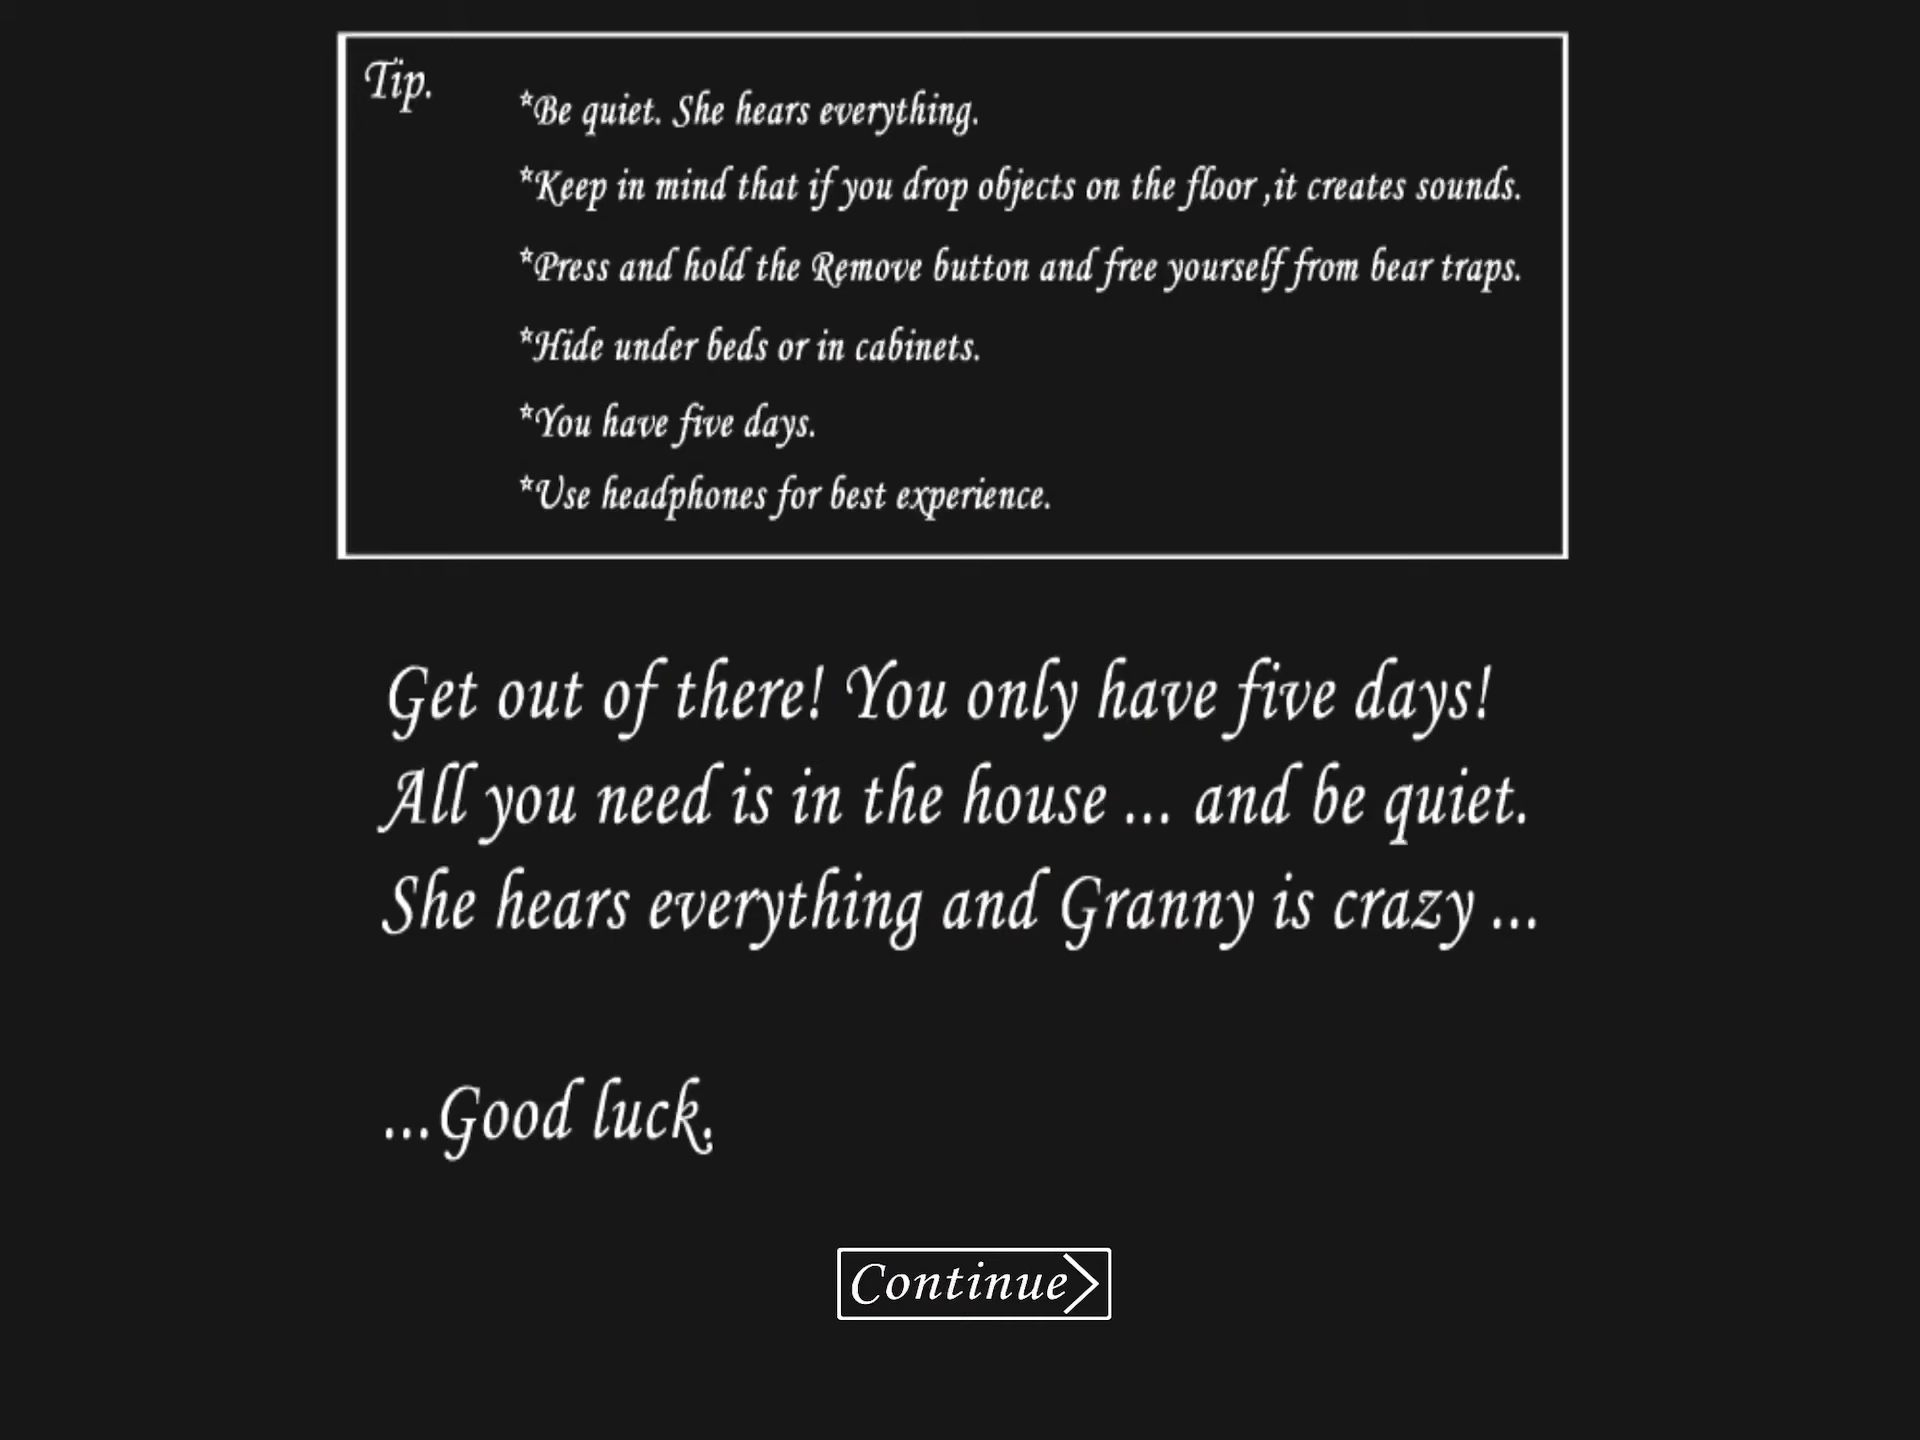 Tip.
*Be quiet. She hears everything.
*Keep in mind that if you drop objects on the floor ,it creates sounds.
*Press and hold the Remove button and free yourself from bear traps.
*Hide under beds or in cabinets.
*You have five days.
*Use headphones for best experience.
Get out of there! You only have five days!
All you need is in the house ... and be quiet.
She hears everything and Granny is crazy ...
...Good luck.
Continue>